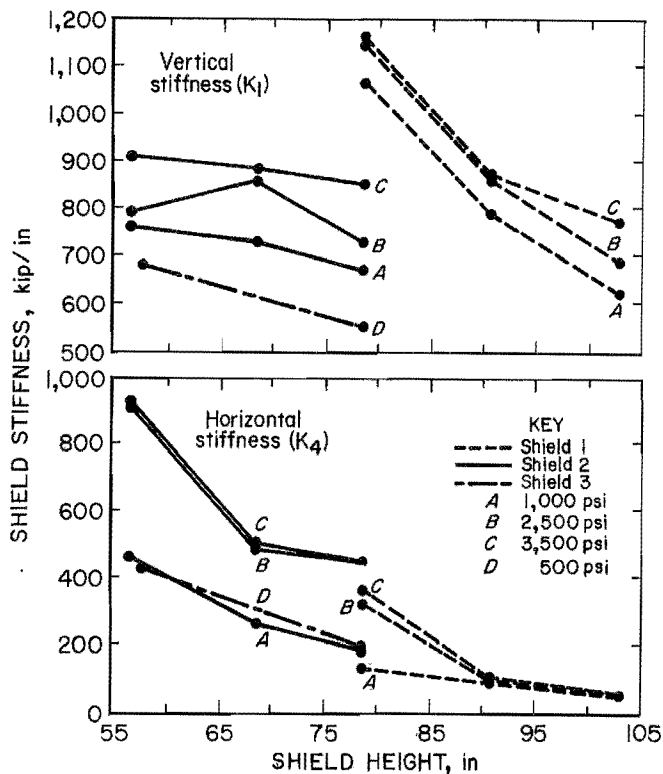 1,200
1,100
1,000
900
800
700
600
500
Vertical
stiffness (K1)
C
B
A
D
C
B
A
SHIELD STIFFNESS, kip/in
1,000
800
600
400
200
0
Horizontal
stiffness (K4)
C
B
D
A
C
B
A
KEY
Shield 1
Shield 2
Shield 3
A 1,000 psi
B 2,500 psi
C 3,500 psi
D 500 psi
55 65 75 85 95 105
SHIELD HEIGHT, in